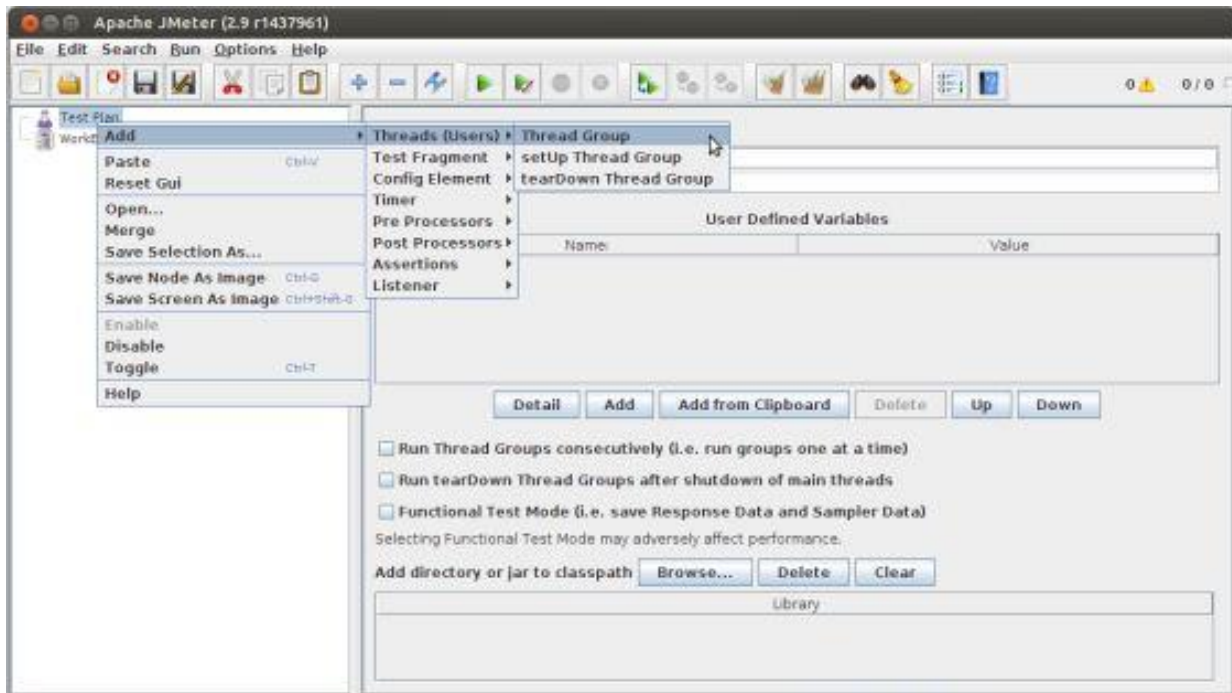 Apache JMeter (2.9 r1437961)
File Edit Search Run Options Help
0 0 / 0
Test Plan
Add
Paste Ctrl-V
Reset Gui
Open...
Merge
Save Selection As...
Save Node As Image Ctrl-G
Save Screen As Image Ctrl+Shift-G
Enable
Disable
Toggle Ctrl-T
Help
Threads (Users)
Test Fragment
Config Element
Timer
Pre Processors
Post Processors
Assertions
Listener
Thread Group
setUp Thread Group
tearDown Thread Group
User Defined Variables
Name: Value
Detail Add Add from Clipboard Delete Up Down
Run Thread Groups consecutively (i.e. run groups one at a time)
Run tearDown Thread Groups after shutdown of main threads
Functional Test Mode (i.e. save Response Data and Sampler Data)
Selecting Functional Test Mode may adversely affect performance.
Add directory or jar to classpath Browse... Delete Clear
Library